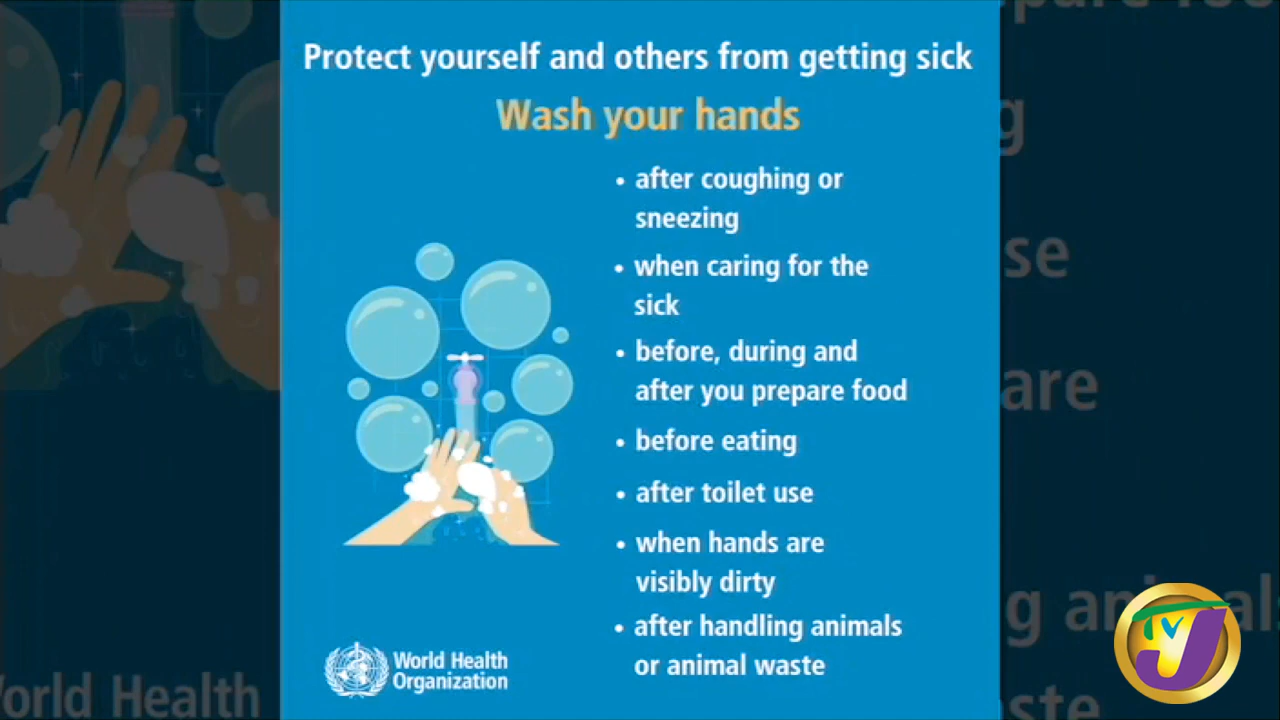 Protect yourself and others from getting sick
Wash your hands
• after coughing or
sneezing
• when caring for the
sick
• before, during and
after you prepare food
• before eating
• after toilet use
• when hands are
visibly dirty
• after handling animals
or animal waste
World Health
Organization
TVJ